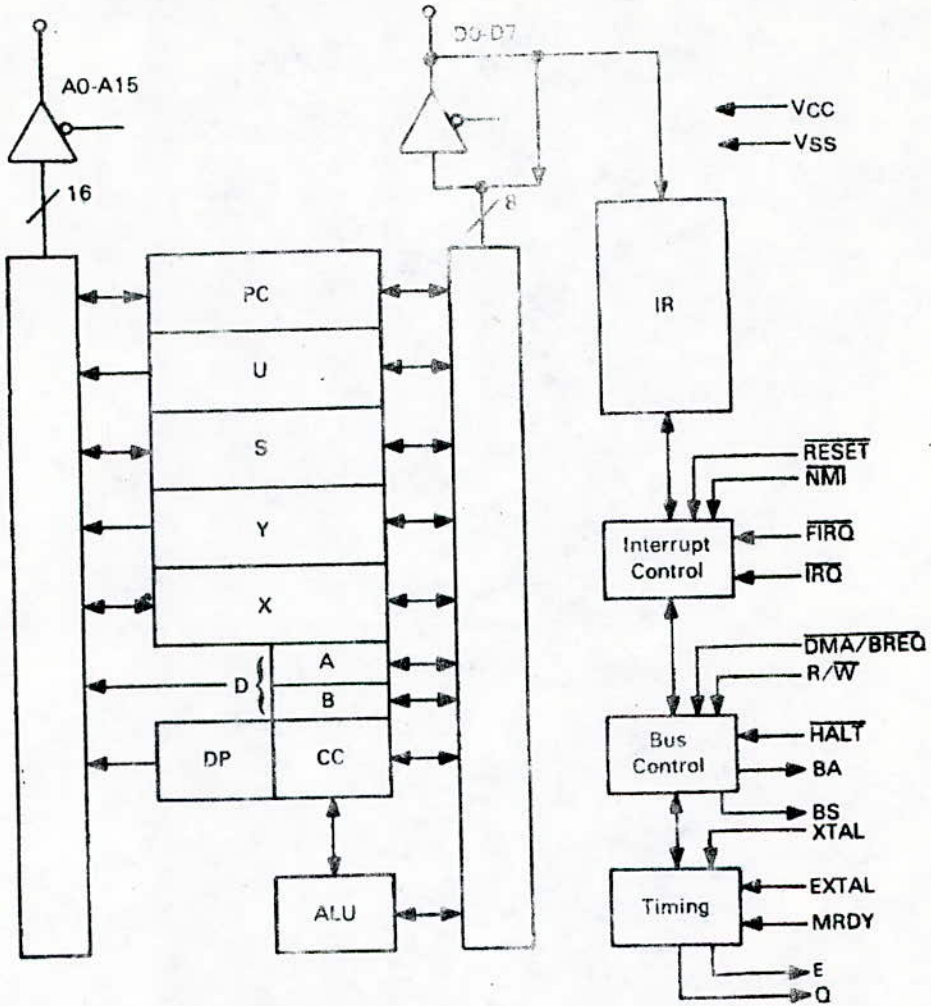 A0-A15
D0-D7
VCC
VSS
16
8
PC
IR
U
S
RESET
NMI
Y
Interrupt
Control
FIRQ
IRQ
X
DMA/BREQ
A
R/W
D
B
Bus
Control
HALT
DP
CC
BA
BS
XTAL
ALU
Timing
EXTAL
MRDY
E
Q